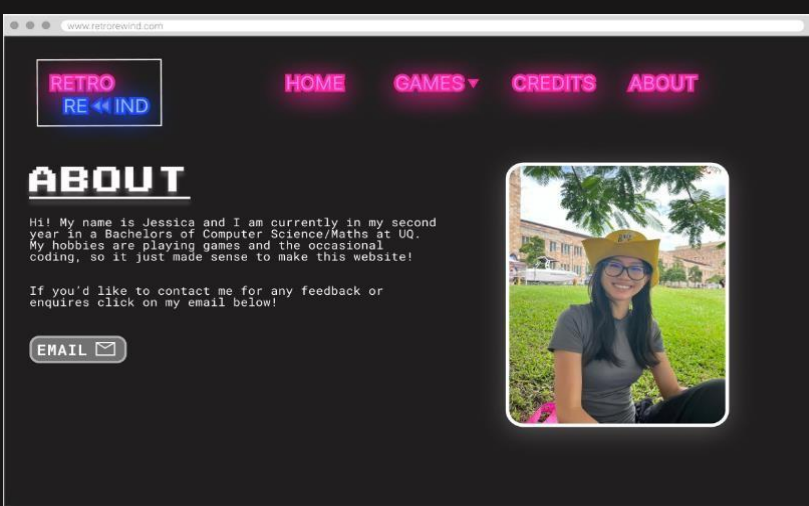 www.retrorewind.com
RETRO
RE IND
HOME GAMES CREDITS ABOUT
ABOUT
Hi! My name is Jessica and I am currently in my second
year in a Bachelors of Computer Science/Maths at UQ.
My hobbies are playing games and the occasional
coding, so it just made sense to make this website!
If you'd like to contact me for any feedback or
enquires click on my email below!
EMAIL